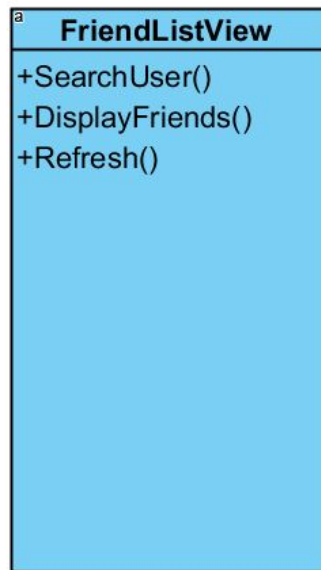 a
FriendListView
+SearchUser()
+DisplayFriends()
+Refresh()